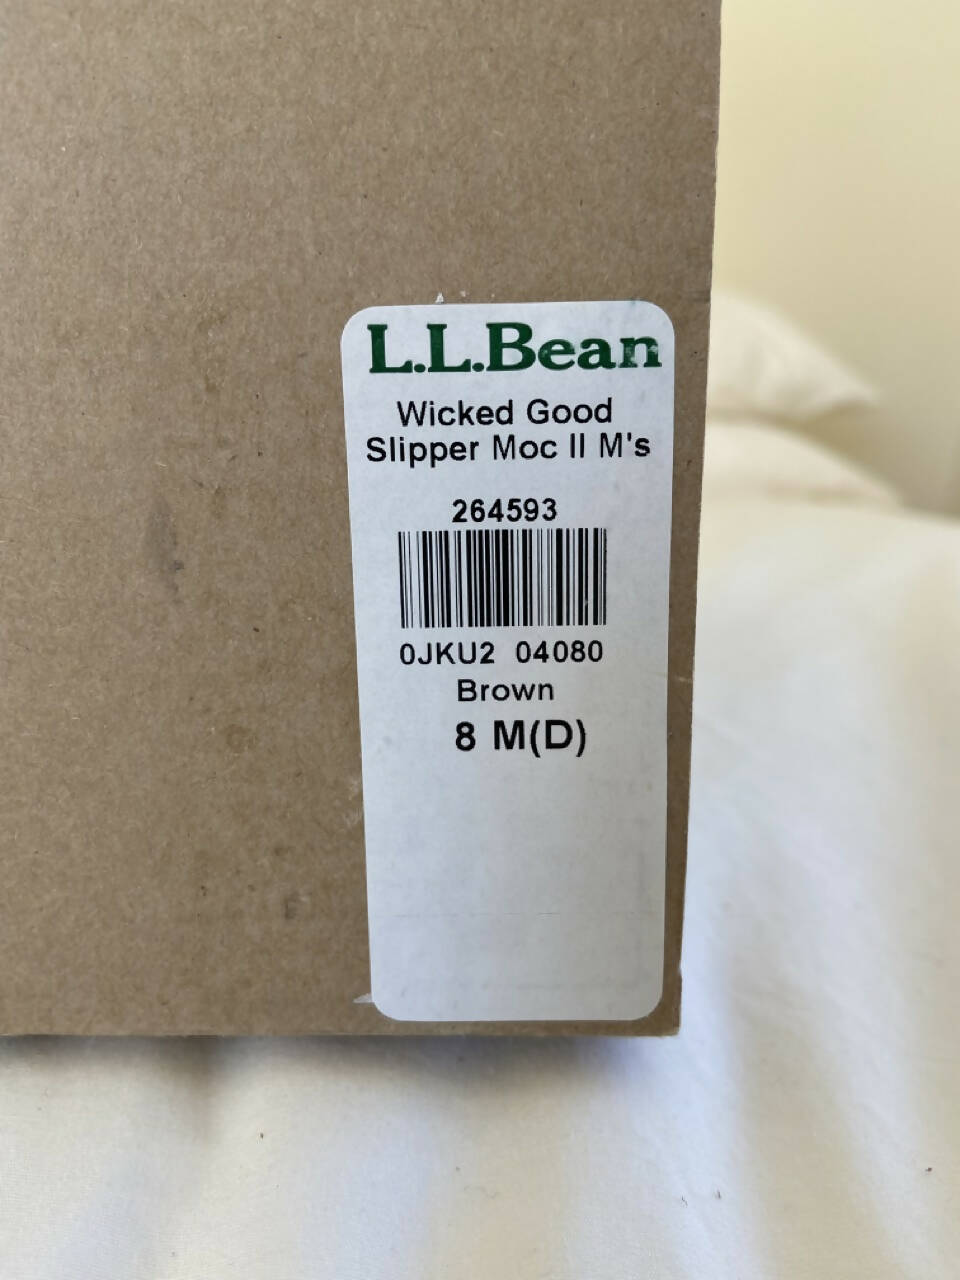 L.L.Bean
Wicked Good
Slipper Moc II M's
264593
0JKU2 04080
Brown
8 M(D)